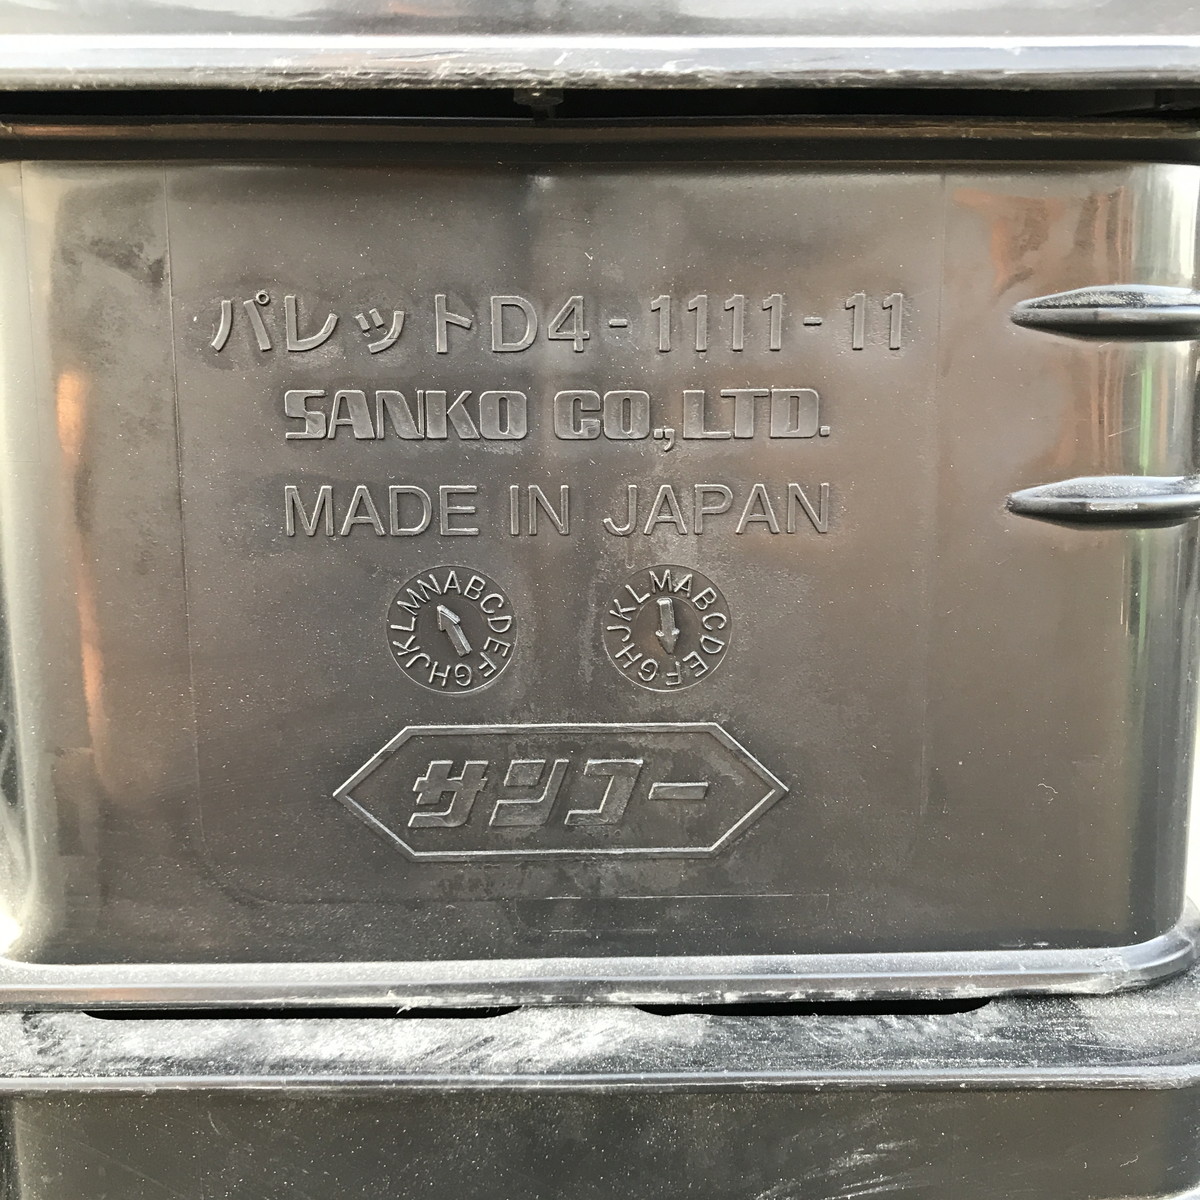 パレットD4-1111-11
SANKO CO.,LTD.
MADE IN JAPAN
ABCDEFGHJKLMN
ABCDEFGHJKLM
サンコー